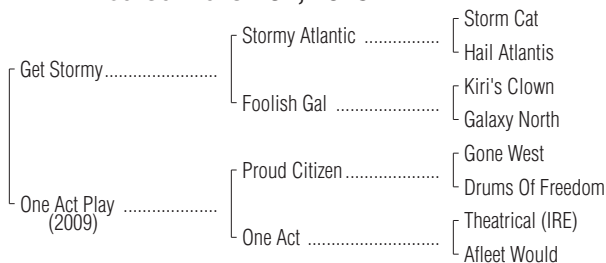 Storm Cat
Stormy Atlantic ..................
Hail Atlantis
Get Stormy...........................
Kiri's Clown
Foolish Gal .........................
Galaxy North
Gone West
Proud Citizen.......................
Drums Of Freedom
One Act Play ......................
(2009)
Theatrical (IRE)
One Act ...............................
Afleet Would